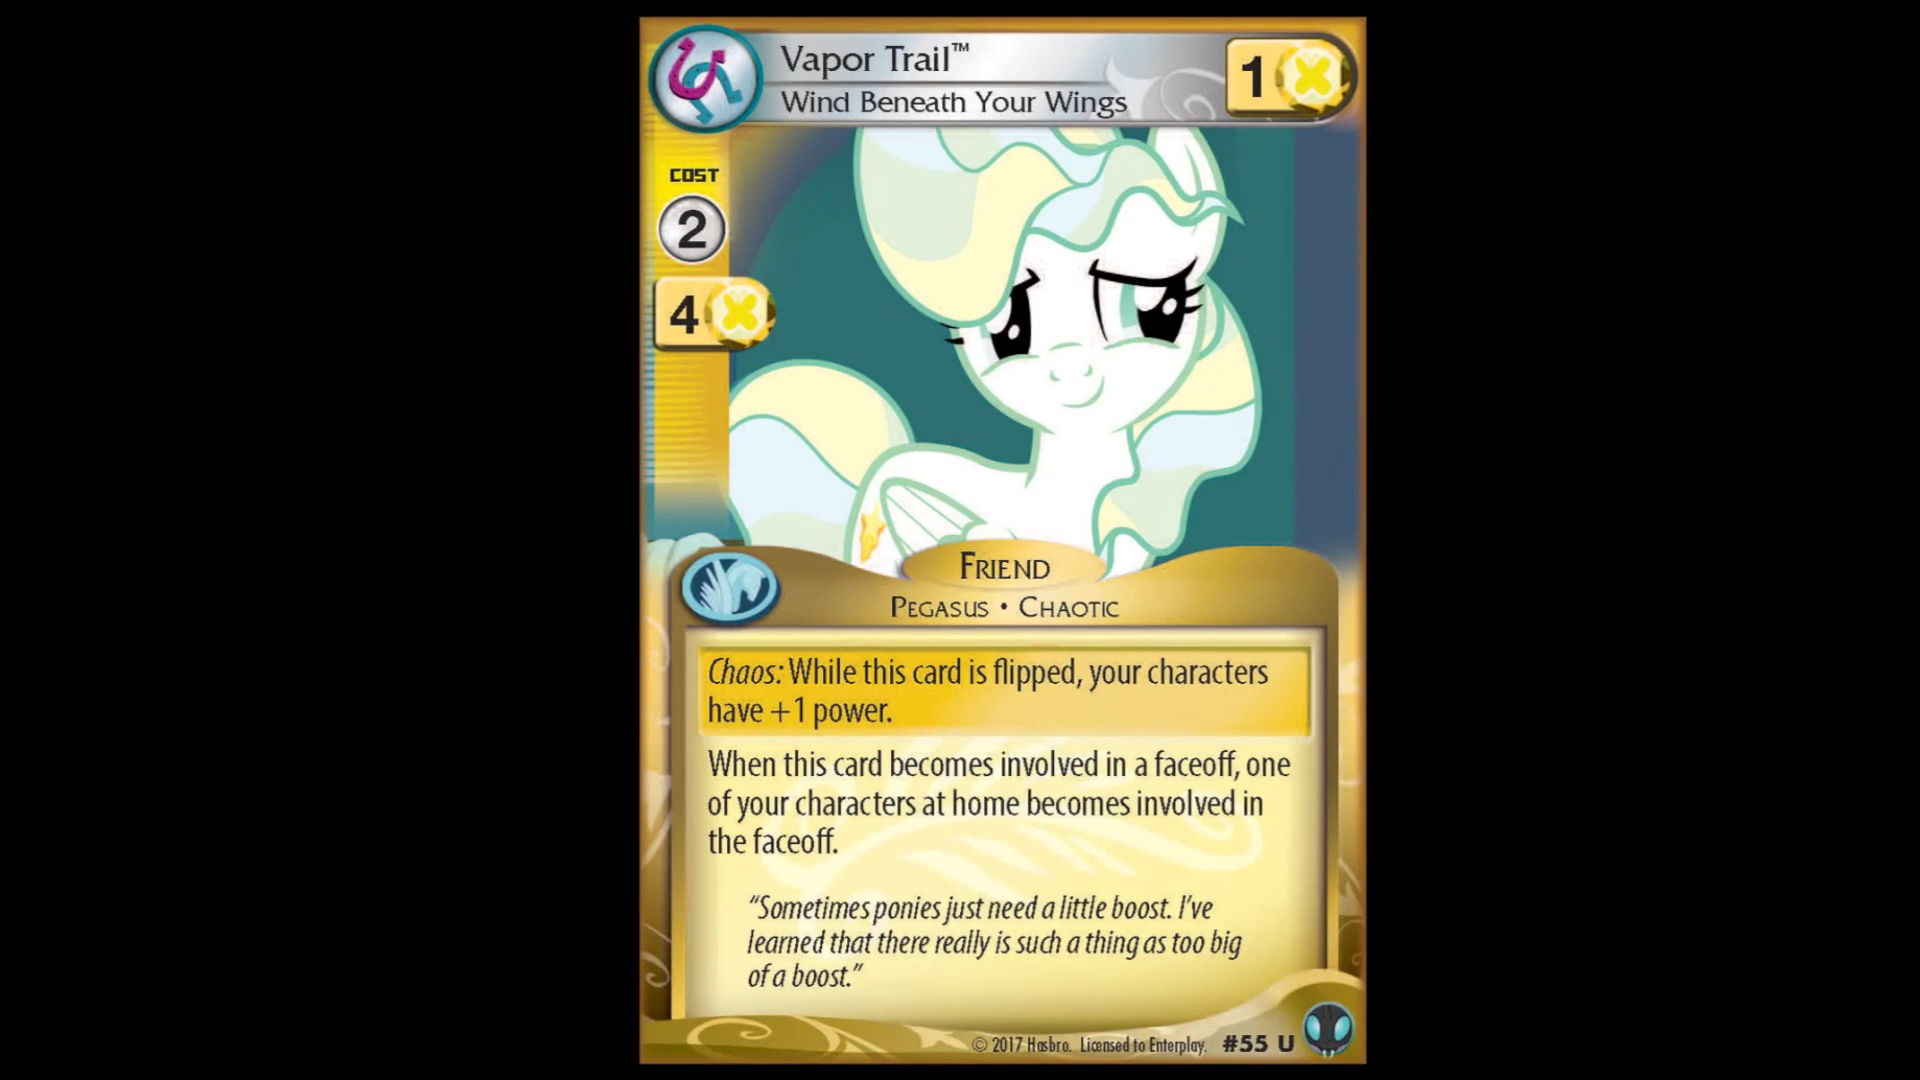 Vapor Trail™
Wind Beneath Your Wings
1
COST
2
4
FRIEND
PEGASUS • CHAOTIC
Chaos: While this card is flipped, your characters
have +1 power.
When this card becomes involved in a faceoff, one
of your characters at home becomes involved in
the faceoff.
“Sometimes ponies just need a little boost. I’ve
learned that there really is such a thing as too big
of a boost.”
© 2017 Hasbro. Licensed to Enterplay. #55 U